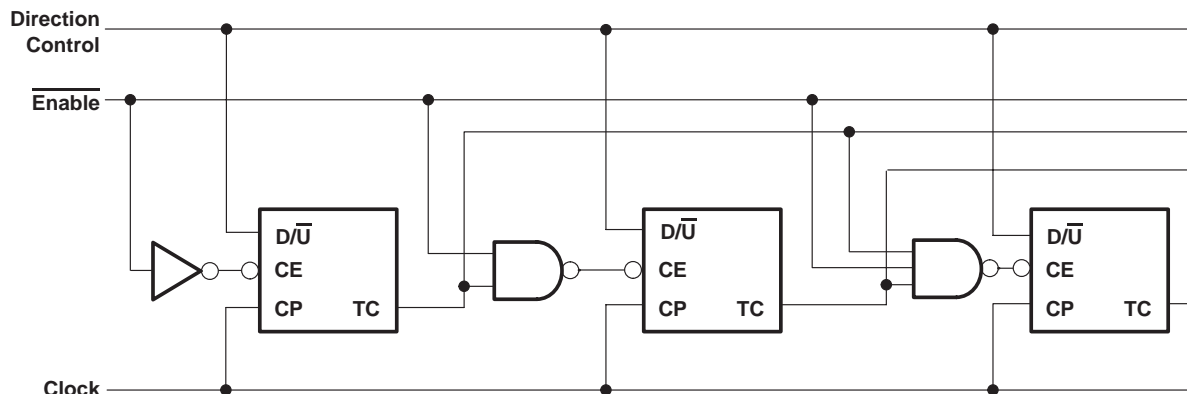 Direction
Control
Enable
D/U̅
CE
CP TC
D/U̅
CE
CP TC
D/U̅
CE
CP TC
Clock